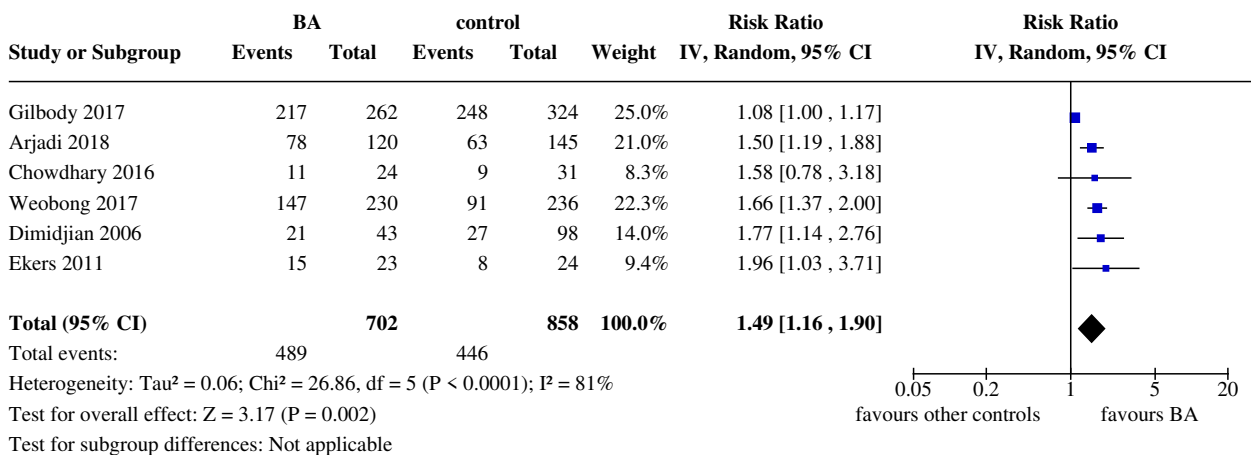 BA control Risk Ratio Risk Ratio
Study or Subgroup Events Total Events Total Weight IV, Random, 95% CI IV, Random, 95% CI
Gilbody 2017 217 262 248 324 25.0% 1.08 [1.00 , 1.17]
Arjadi 2018 78 120 63 145 21.0% 1.50 [1.19 , 1.88]
Chowdhary 2016 11 24 9 31 8.3% 1.58 [0.78 , 3.18]
Weobong 2017 147 230 91 236 22.3% 1.66 [1.37 , 2.00]
Dimidjian 2006 21 43 27 98 14.0% 1.77 [1.14 , 2.76]
Ekers 2011 15 23 8 24 9.4% 1.96 [1.03 , 3.71]
Total (95% CI) 702 858 100.0% 1.49 [1.16 , 1.90]
Total events: 489 446
Heterogeneity: Tau² = 0.06; Chi² = 26.86, df = 5 (P < 0.0001); I² = 81%
0.05 0.2 1 5 20
Test for overall effect: Z = 3.17 (P = 0.002)
favours other controls favours BA
Test for subgroup differences: Not applicable